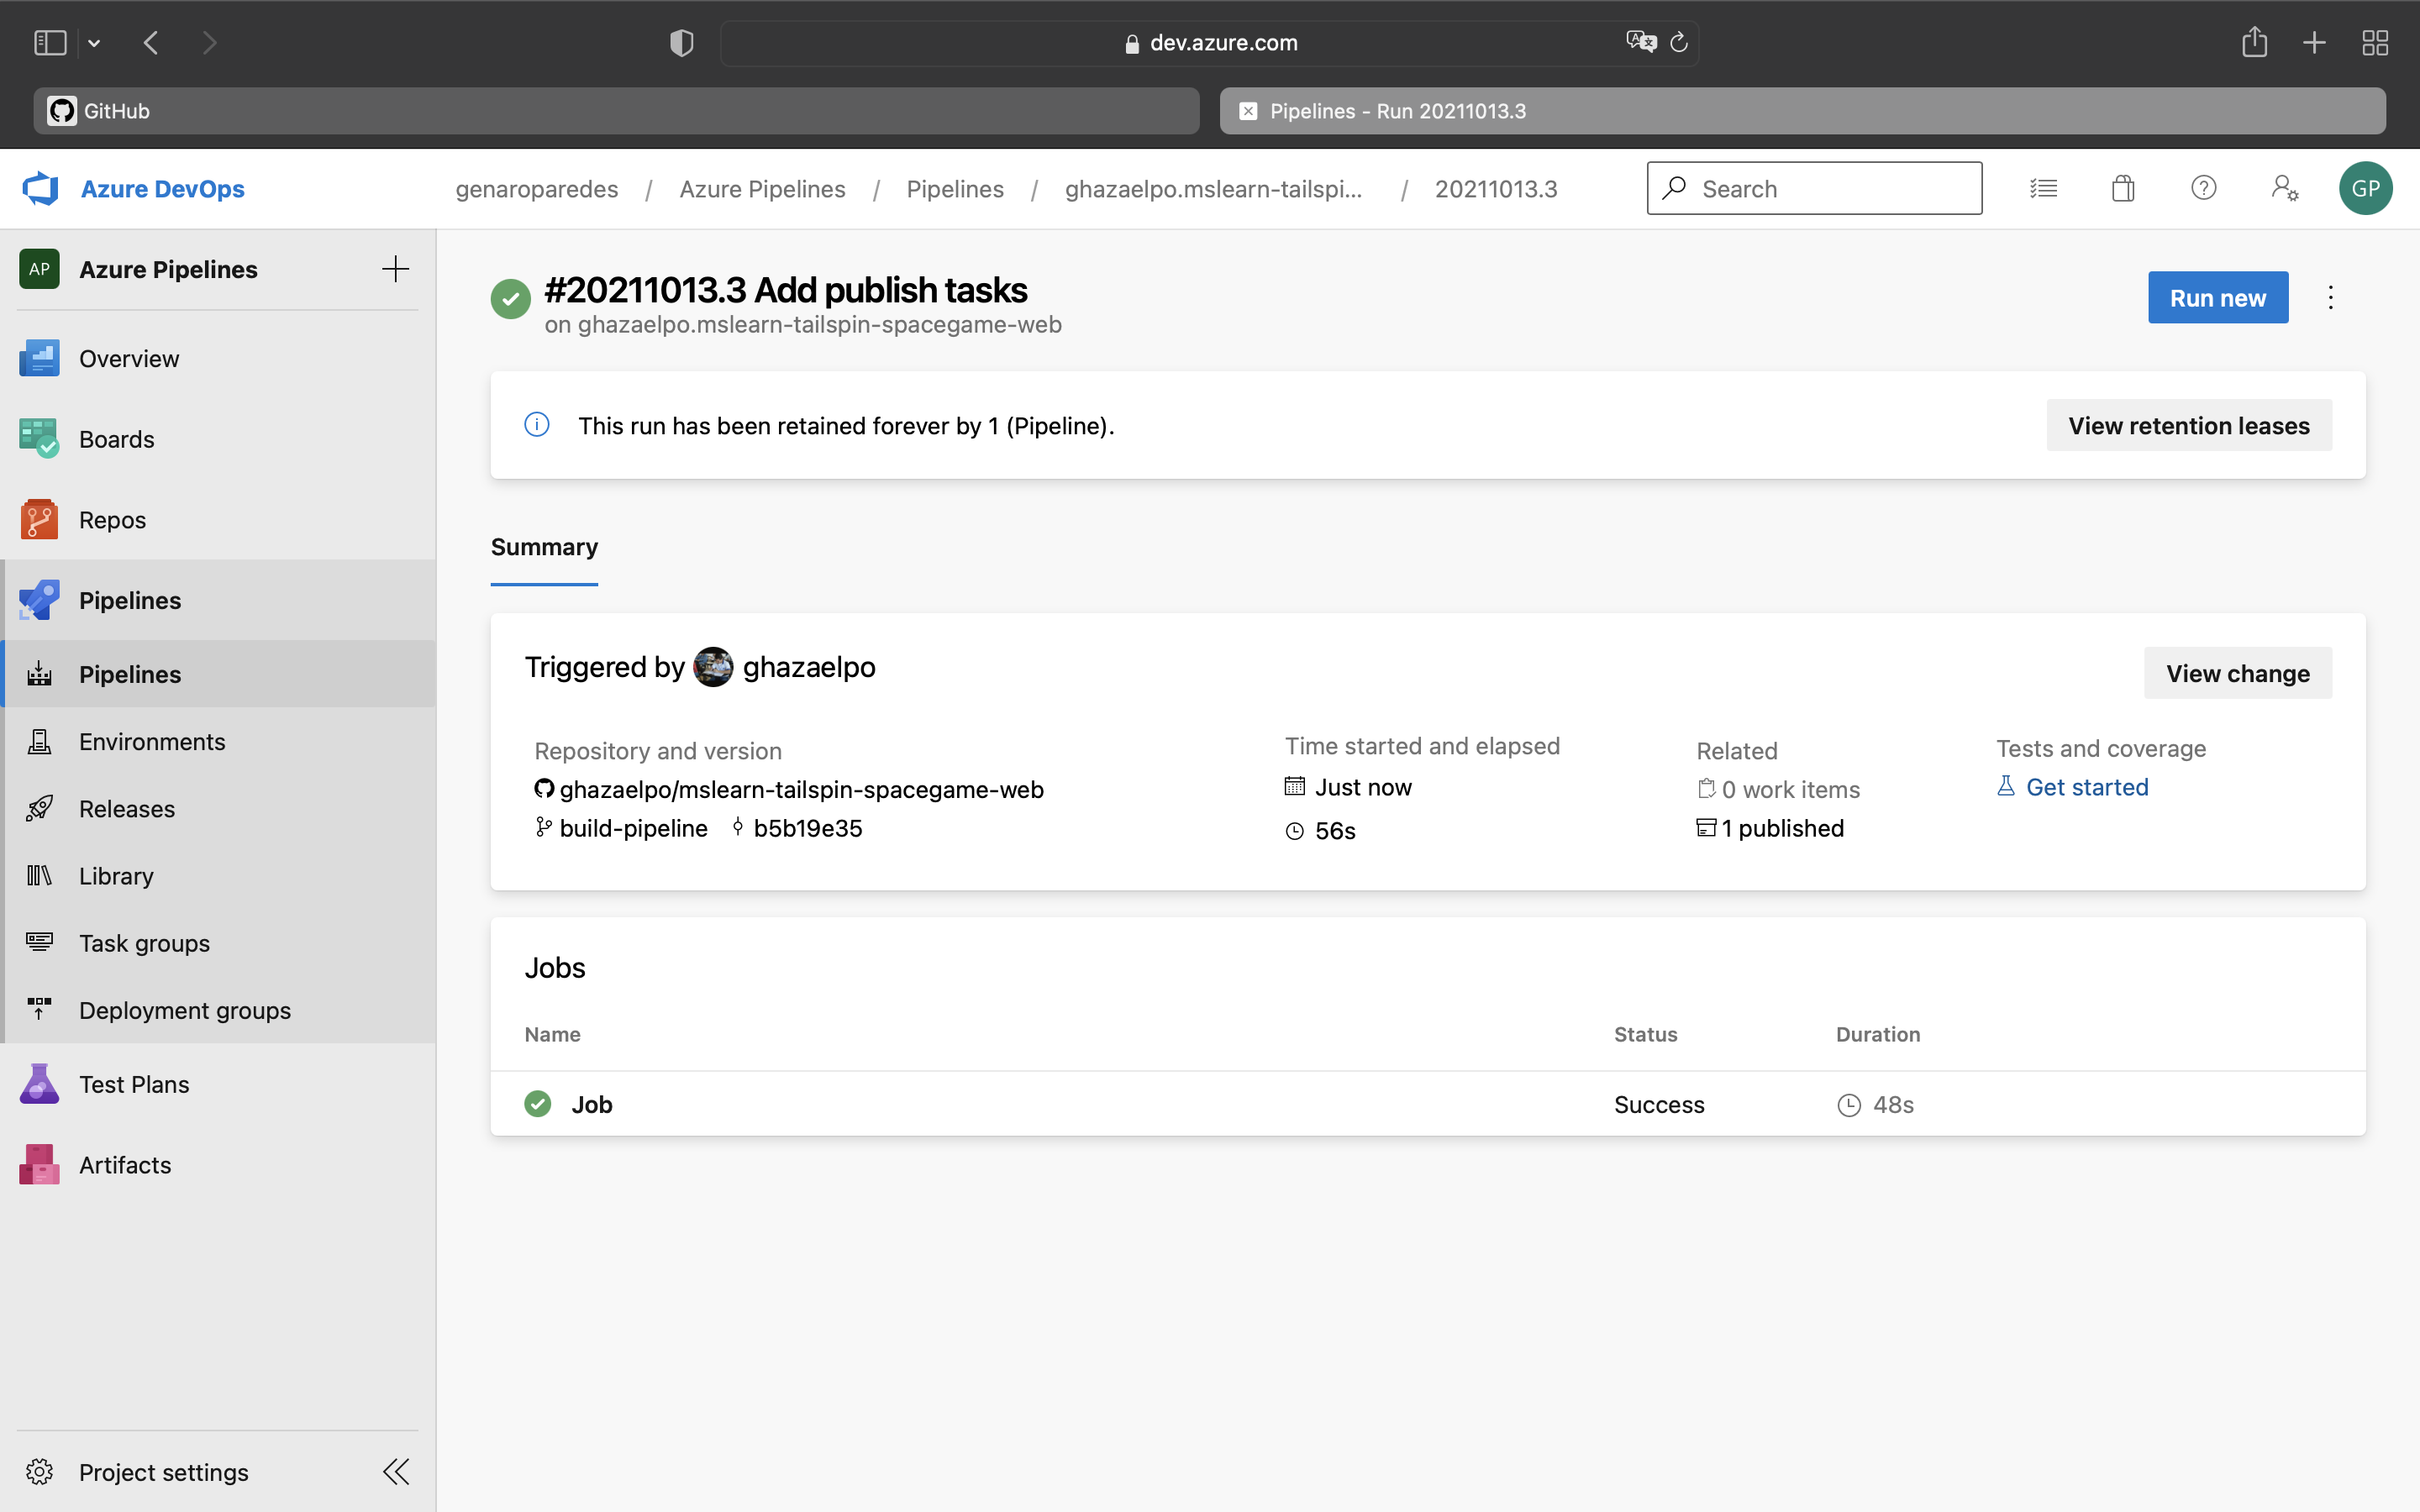 dev.azure.com
GitHub
Pipelines - Run 20211013.3
Azure DevOps
genaroparedes / Azure Pipelines / Pipelines / ghazaelpo.mslearn-tailspi... / 20211013.3
Search
GP
AP
Azure Pipelines
Overview
Boards
Repos
Pipelines
Pipelines
Environments
Releases
Library
Task groups
Deployment groups
Test Plans
Artifacts
Project settings
#20211013.3 Add publish tasks
on ghazaelpo.mslearn-tailspin-spacegame-web
Run new
This run has been retained forever by 1 (Pipeline).
View retention leases
Summary
Triggered by ghazaelpo
View change
Repository and version
ghazaelpo/mslearn-tailspin-spacegame-web
build-pipeline b5b19e35
Time started and elapsed
Just now
56s
Related
0 work items
1 published
Tests and coverage
Get started
Jobs
Name Status Duration
Job Success 48s